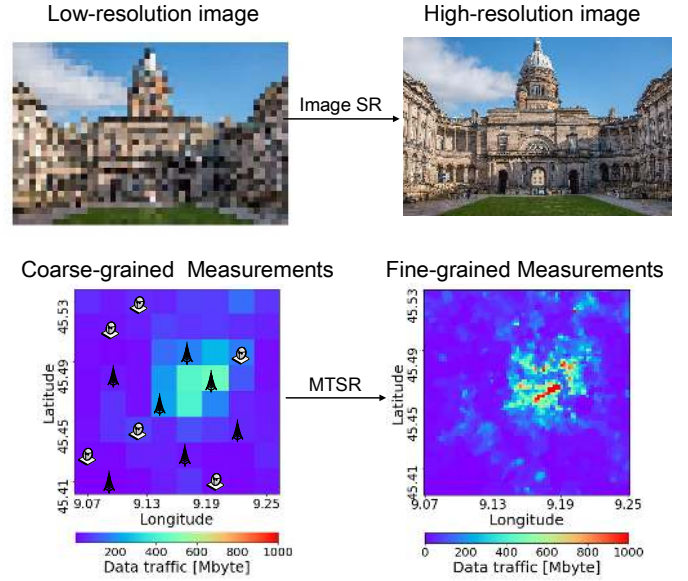 Low-resolution image
High-resolution image
Image SR
Coarse-grained Measurements
Fine-grained Measurements
Latitude
45.53
45.49
45.45
45.41
9.07
9.13
9.19
9.25
Longitude
200
400
600
800
1000
Data traffic [Mbyte]
MTSR
Latitude
45.53
45.49
45.45
45.41
9.07
9.13
9.19
9.25
Longitude
0
200
400
600
800
1000
Data traffic [Mbyte]